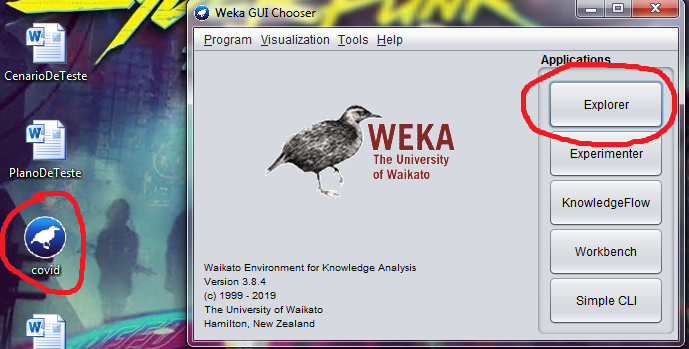 CenarioDeTeste
PlanoDeTeste
covid
Weka GUI Chooser
Program Visualization Tools Help
Applications
Explorer
Experimenter
KnowledgeFlow
Workbench
Simple CLI
WEKA
The University
of Waikato
Waikato Environment for Knowledge Analysis
Version 3.8.4
(c) 1999 - 2019
The University of Waikato
Hamilton, New Zealand